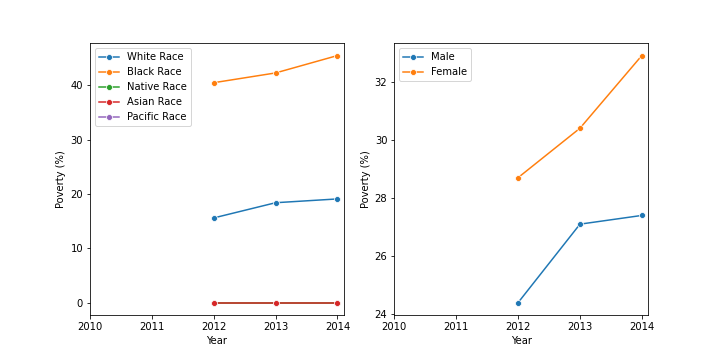 White Race
Black Race
Native Race
Asian Race
Pacific Race
40
30
20
10
0
Poverty (%)
2010 2011 2012 2013 2014
Year
Male
Female
32
30
28
26
24
Poverty (%)
2010 2011 2012 2013 2014
Year